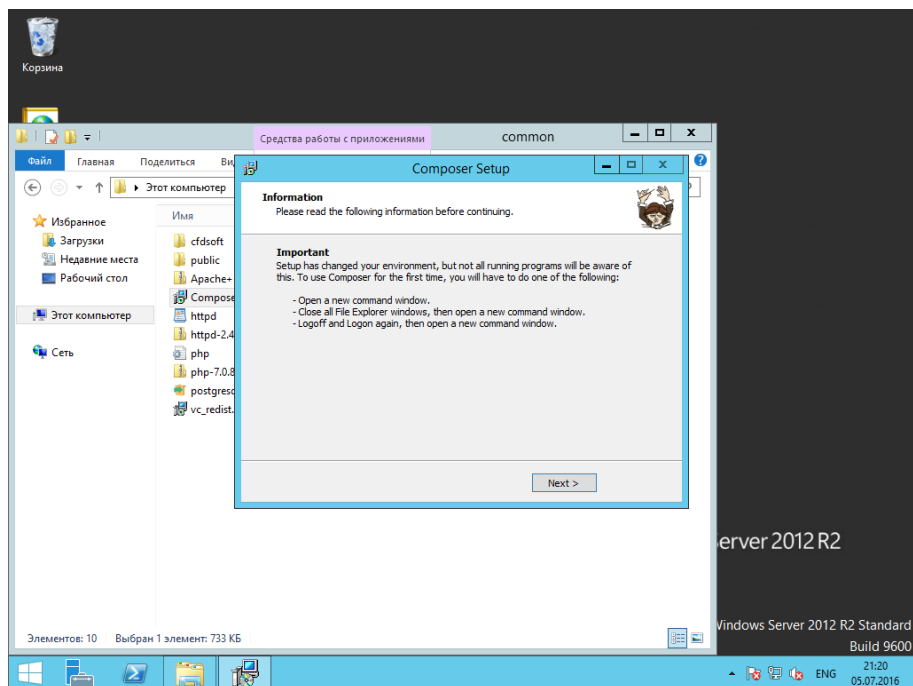 Корзина
Средства работы с приложениями
common
Файл
Главная
Поделиться
Composer Setup
Этот компьютер
Information
Please read the following information before continuing.
Имя
Избранное
Загрузки
Недавние места
Рабочий стол
Этот компьютер
Сеть
cfdsoft
public
Apache+
httpd
httpd-2.4
php
php-7.0.8
vc_redist.
Important
Setup has changed your environment, but not all running programs will be aware of
this. To use Composer for the first time, you will have to do one of the following:
- Open a new command window.
- Close all File Explorer windows, then open a new command window.
- Logoff and Logon again, then open a new command window.
Next >
Server 2012 R2
Элементов: 10
Выбран 1 элемент: 733 КБ
Windows Server 2012 R2 Standard
Build 9600
ENG
21:20
05.07.2016